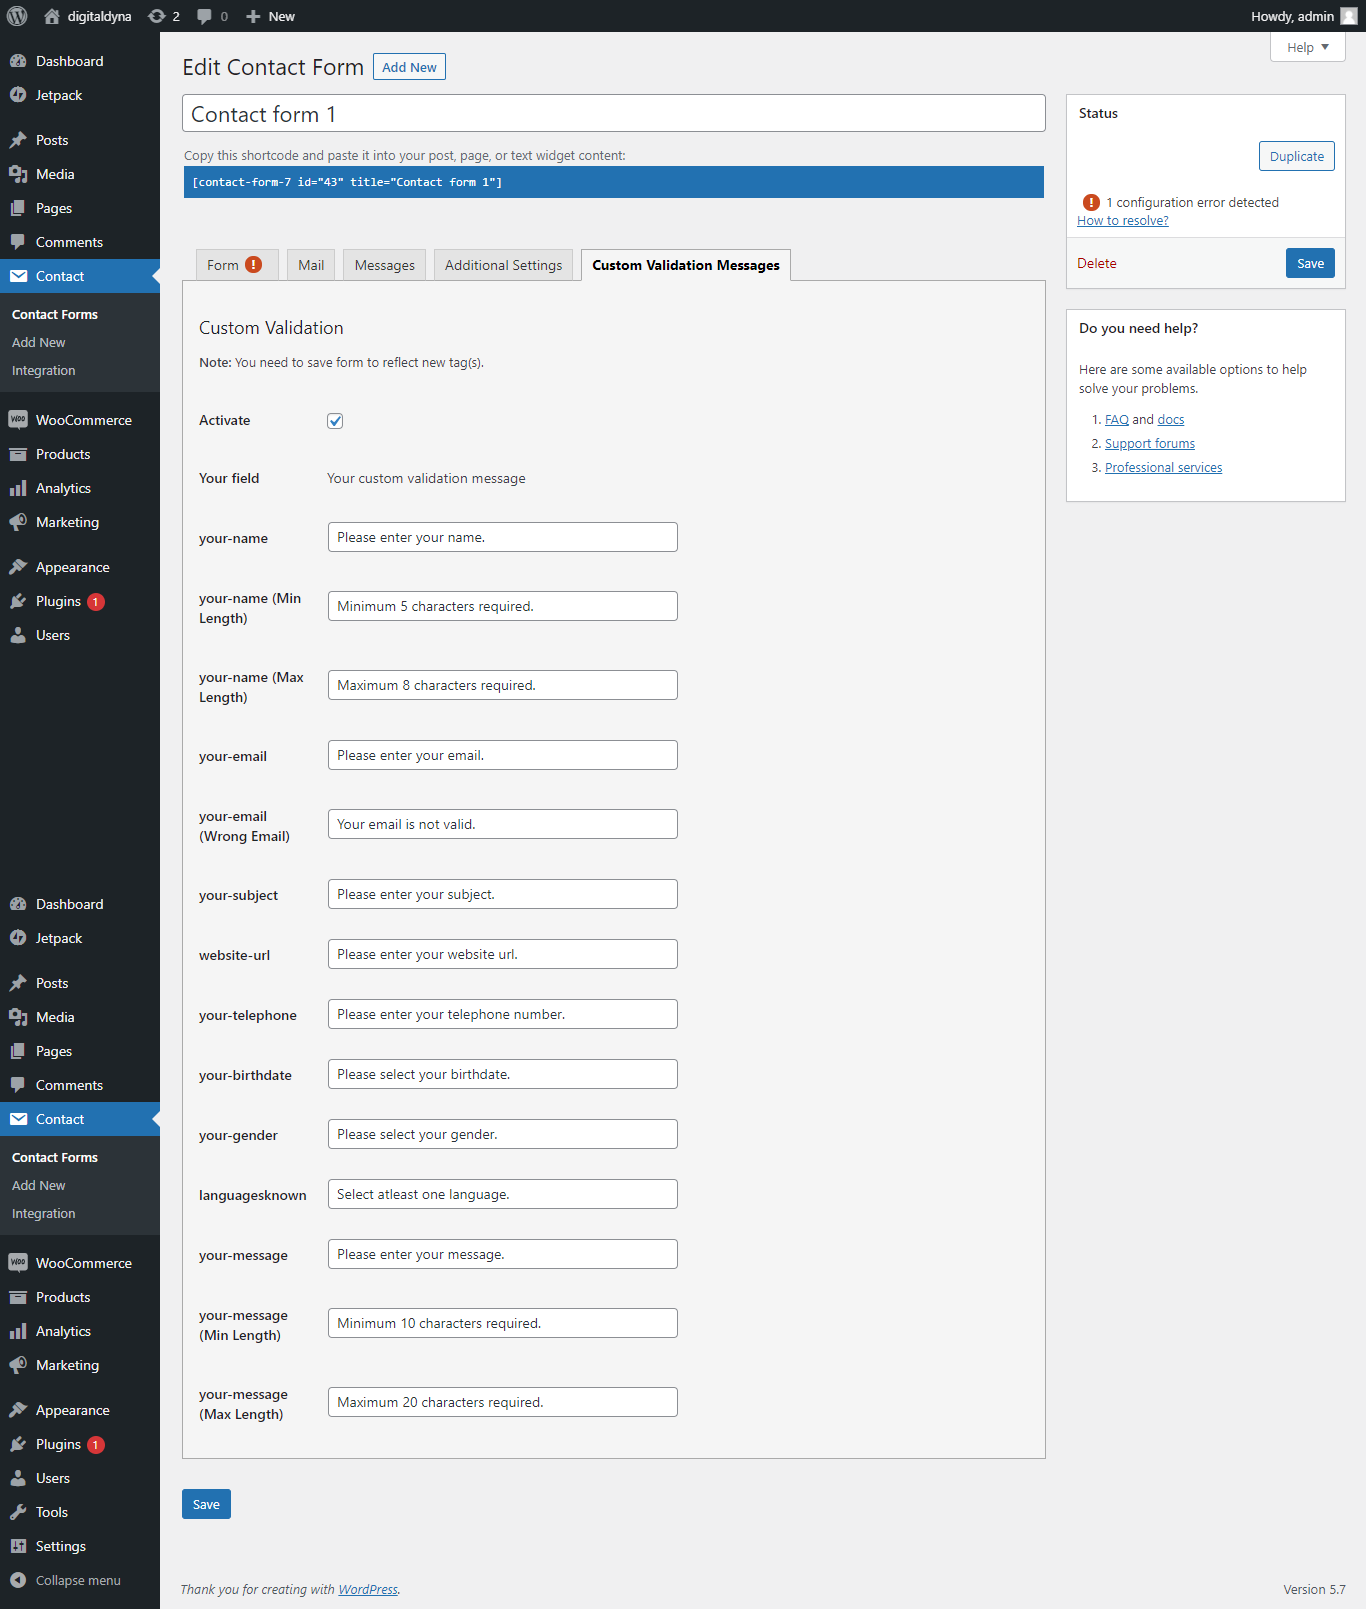 digitaldyna 2 0 New Howdy, admin
Help
Dashboard
Jetpack
Posts
Media
Pages
Comments
Contact
Contact Forms
Add New
Integration
WooCommerce
Products
Analytics
Marketing
Appearance
Plugins 1
Users
Dashboard
Jetpack
Posts
Media
Pages
Comments
Contact
Contact Forms
Add New
Integration
WooCommerce
Products
Analytics
Marketing
Appearance
Plugins 1
Users
Tools
Settings
Collapse menu
Edit Contact Form Add New
Contact form 1
Copy this shortcode and paste it into your post, page, or text widget content:
[contact-form-7 id="43" title="Contact form 1"]
Form ! Mail Messages Additional Settings Custom Validation Messages
Custom Validation
Note: You need to save form to reflect new tag(s).
Activate
Your field Your custom validation message
your-name Please enter your name.
your-name (Min
Length) Minimum 5 characters required.
your-name (Max
Length) Maximum 8 characters required.
your-email Please enter your email.
your-email
(Wrong Email) Your email is not valid.
your-subject Please enter your subject.
website-url Please enter your website url.
your-telephone Please enter your telephone number.
your-birthdate Please select your birthdate.
your-gender Please select your gender.
languagesknown Select atleast one language.
your-message Please enter your message.
your-message
(Min Length) Minimum 10 characters required.
your-message
(Max Length) Maximum 20 characters required.
Save
Status
Duplicate
! 1 configuration error detected
How to resolve?
Delete Save
Do you need help?
Here are some available options to help
solve your problems.
1. FAQ and docs
2. Support forums
3. Professional services
Thank you for creating with WordPress. Version 5.7